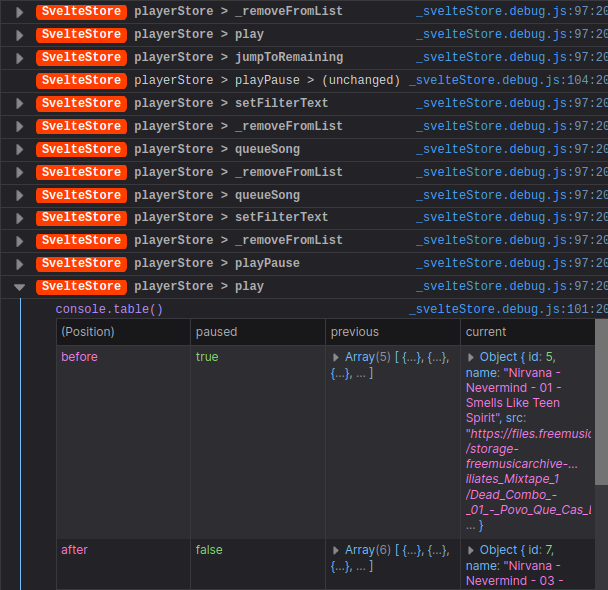 SvelteStore playerStore > _removeFromList _svelteStore.debug.js:97:20
SvelteStore playerStore > play _svelteStore.debug.js:97:20
SvelteStore playerStore > jumpToRemaining _svelteStore.debug.js:97:20
SvelteStore playerStore > playPause > (unchanged) _svelteStore.debug.js:104:20
SvelteStore playerStore > setFilterText _svelteStore.debug.js:97:20
SvelteStore playerStore > _removeFromList _svelteStore.debug.js:97:20
SvelteStore playerStore > queueSong _svelteStore.debug.js:97:20
SvelteStore playerStore > _removeFromList _svelteStore.debug.js:97:20
SvelteStore playerStore > queueSong _svelteStore.debug.js:97:20
SvelteStore playerStore > setFilterText _svelteStore.debug.js:97:20
SvelteStore playerStore > _removeFromList _svelteStore.debug.js:97:20
SvelteStore playerStore > playPause _svelteStore.debug.js:97:20
SvelteStore playerStore > play _svelteStore.debug.js:97:20
console.table() _svelteStore.debug.js:101:20
(Position) paused previous current
before true Array(5) [ {…}, {…}, Object { id: 5,
{…}, … ] name: "Nirvana -
Nevermind - 01 -
Smells Like Teen
Spirit", src:
"https://files.freemusic
/storage-
freemusicarchive-…
iliates_Mixtape_1
/Dead_Combo_-
_01_-_Povo_Que_Cas_
… }
after false Array(6) [ {…}, {…}, Object { id: 7,
{…}, … ] name: "Nirvana -
Nevermind - 03 -